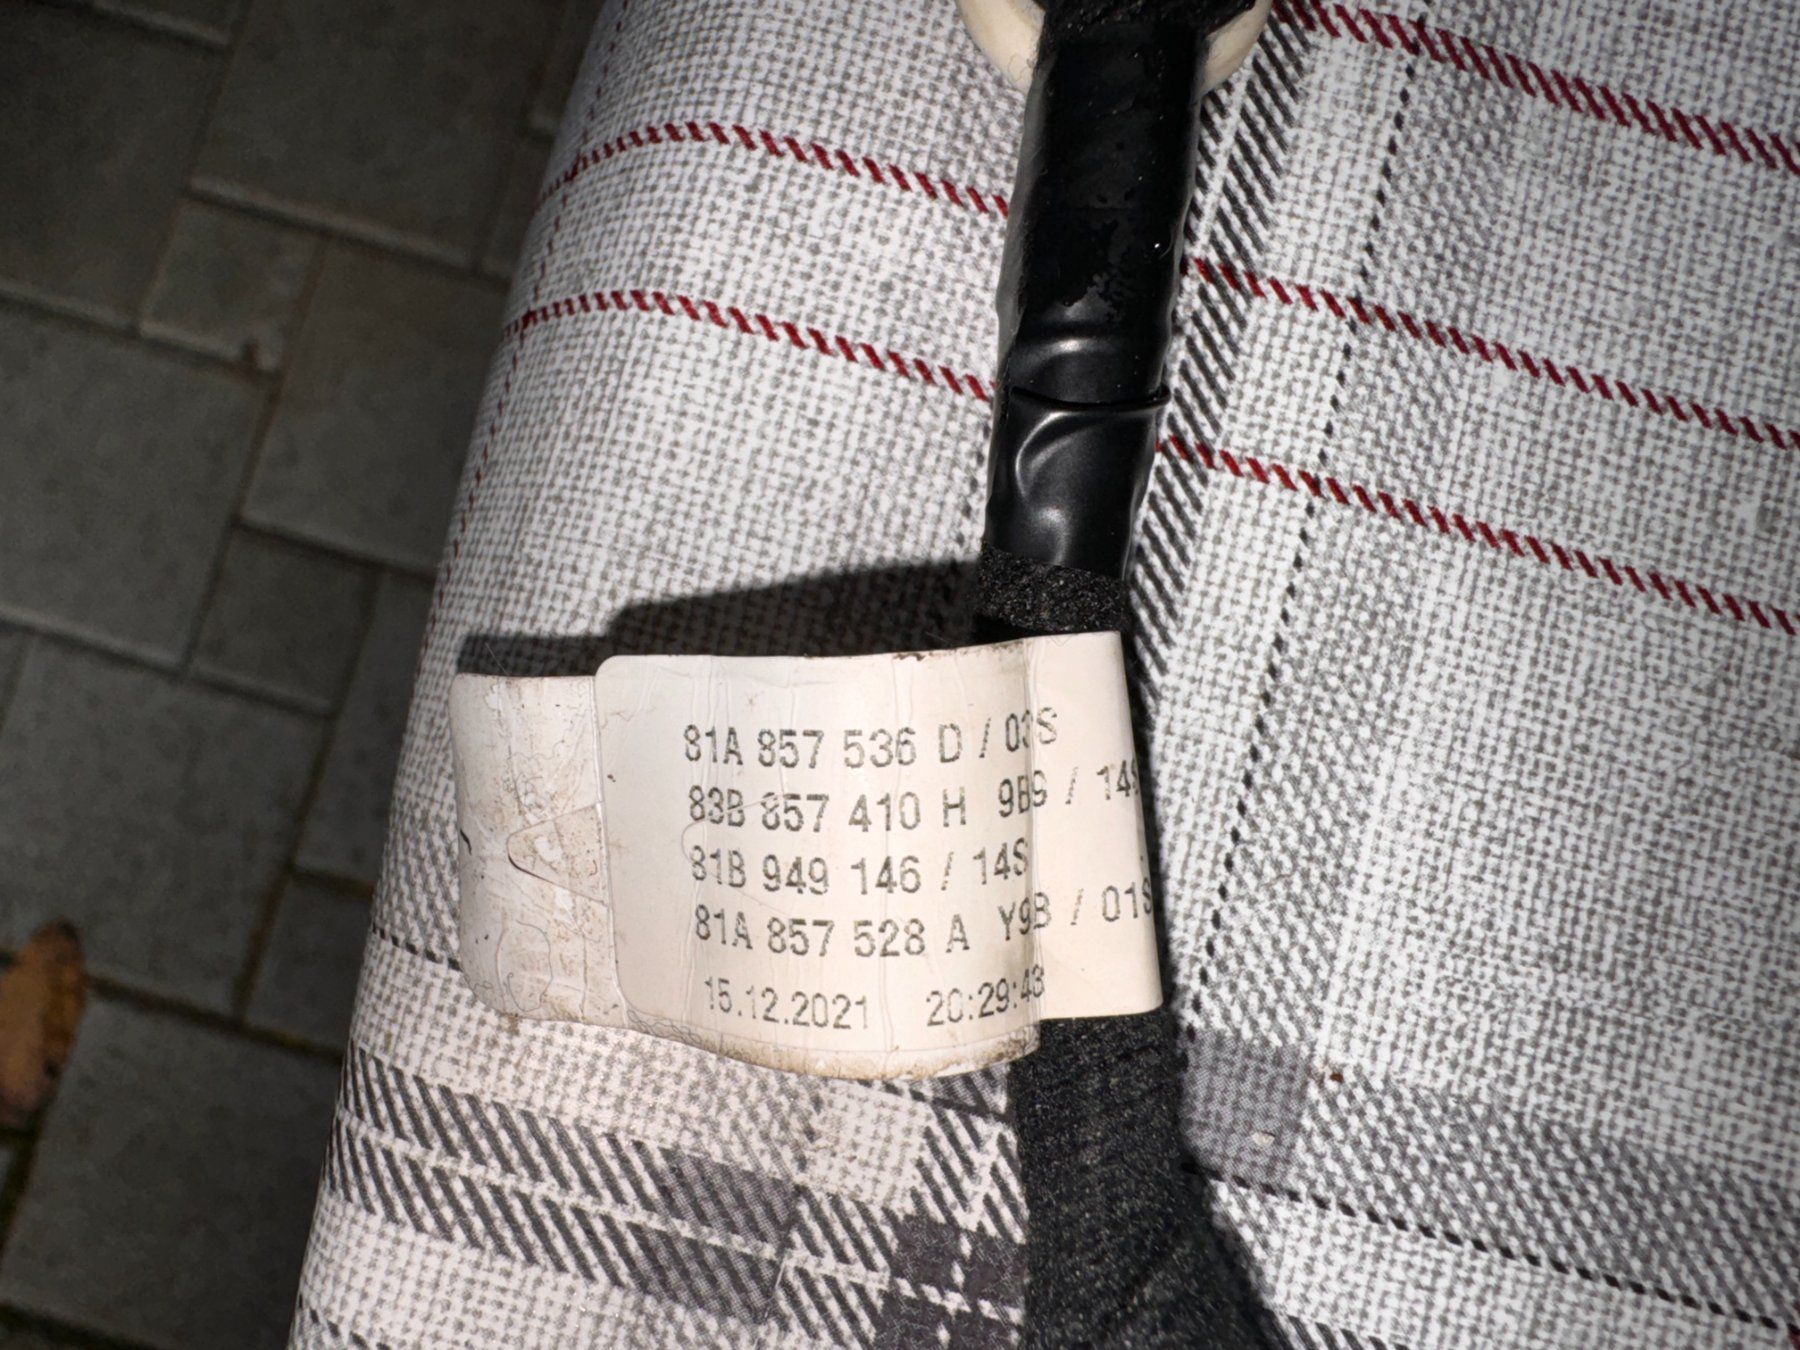 81A 857 536 D / 03S
83B 857 410 H 9B9 / 14S
81B 949 146 / 14S
81A 857 528 A Y9B / 01S
15.12.2021 20:29:43